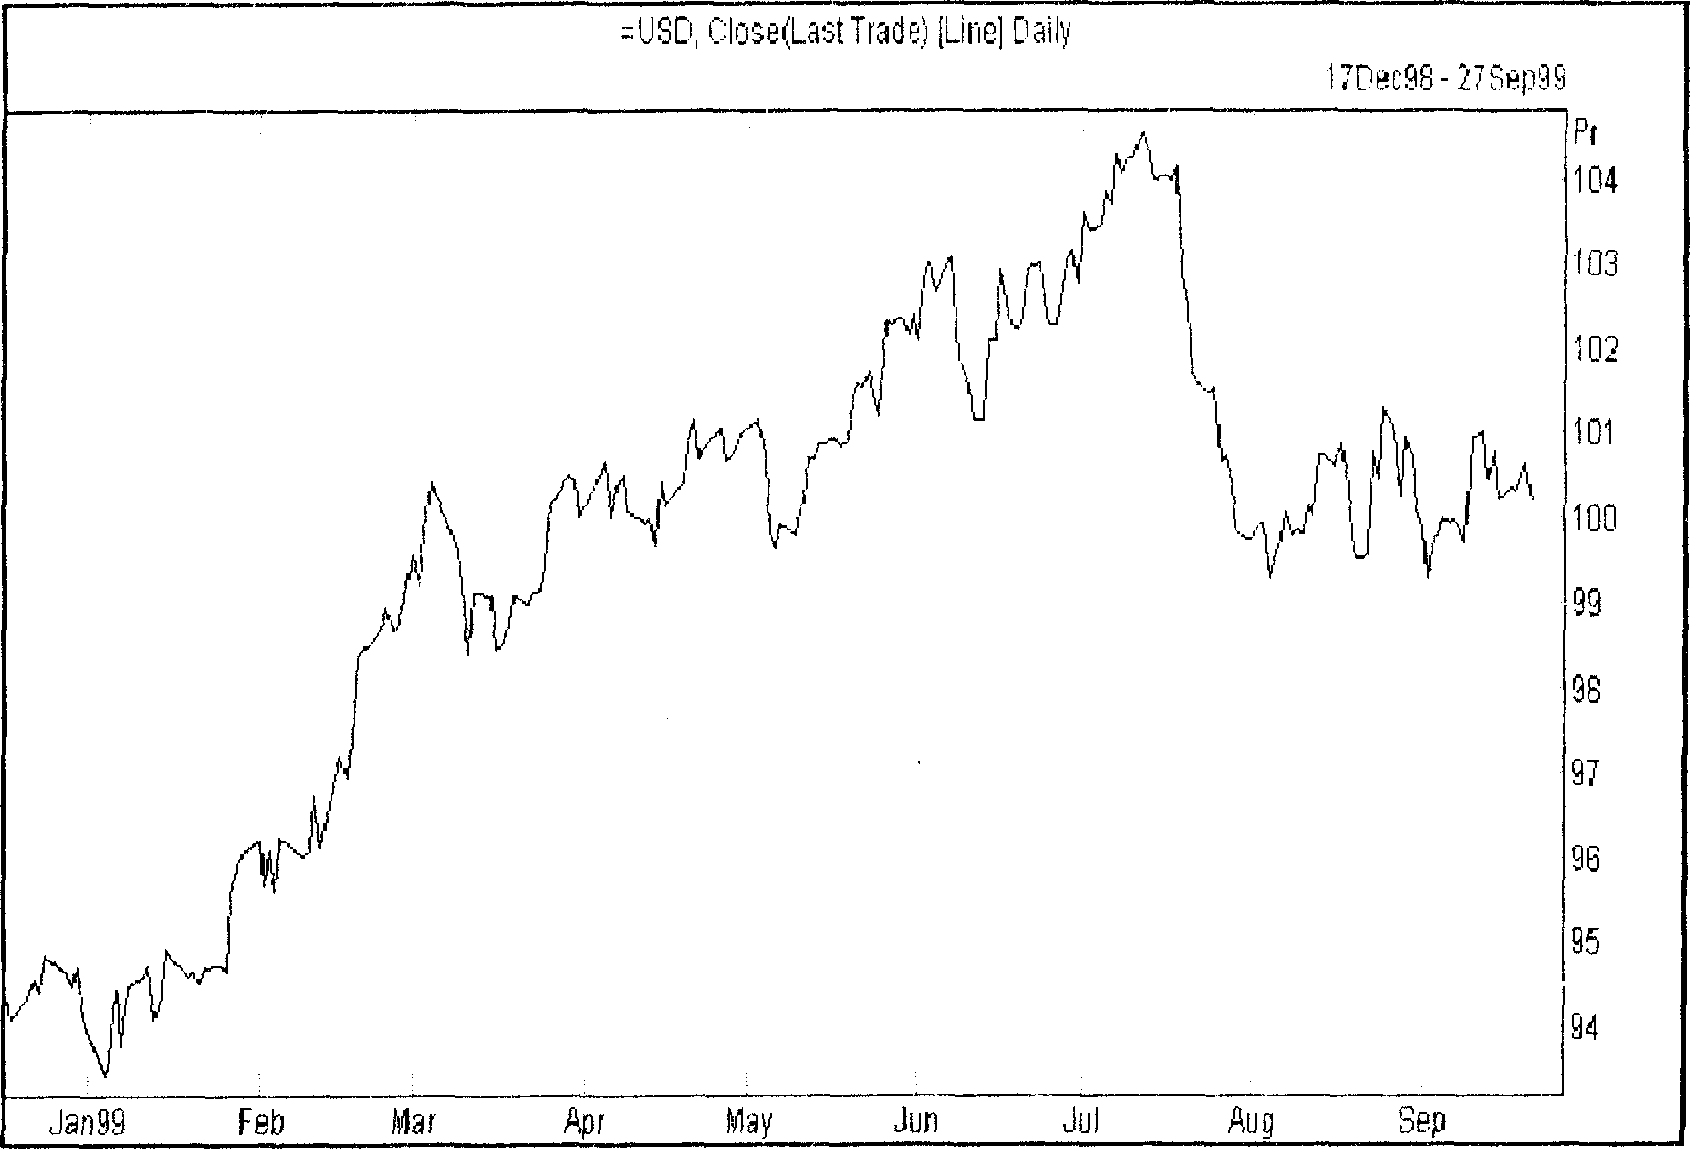 =USD, Close(Last Trade) [Line] Daily
17Dec98 - 27Sep99
Pr
104
103
102
101
100
99
98
97
96
95
94
Jan99 Feb Mar Apr May Jun Jul Aug Sep